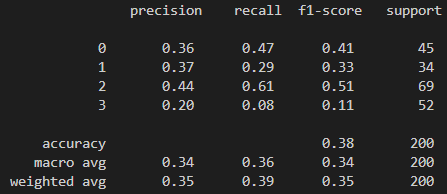 precision recall f1-score support
0 0.36 0.47 0.41 45
1 0.37 0.29 0.33 34
2 0.44 0.61 0.51 69
3 0.20 0.08 0.11 52
accuracy 0.38 200
macro avg 0.34 0.36 0.34 200
weighted avg 0.35 0.39 0.35 200